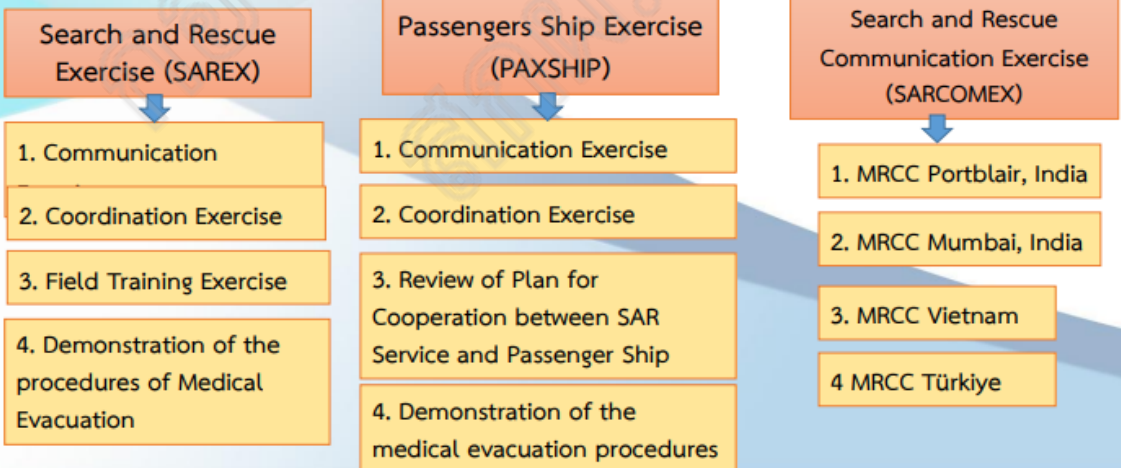 Search and Rescue
Exercise (SAREX)
1. Communication
2. Coordination Exercise
3. Field Training Exercise
4. Demonstration of the
procedures of Medical
Evacuation
Passengers Ship Exercise
(PAXSHIP)
1. Communication Exercise
2. Coordination Exercise
3. Review of Plan for
Cooperation between SAR
Service and Passenger Ship
4. Demonstration of the
medical evacuation procedures
Search and Rescue
Communication Exercise
(SARCOMEX)
1. MRCC Portblair, India
2. MRCC Mumbai, India
3. MRCC Vietnam
4 MRCC Türkiye